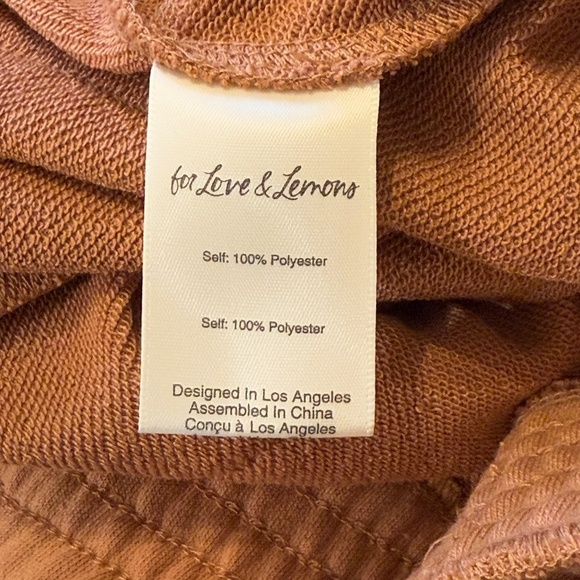 for Love & Lemons
Self: 100% Polyester
Self: 100% Polyester
Designed In Los Angeles
Assembled In China
Conçu à Los Angeles